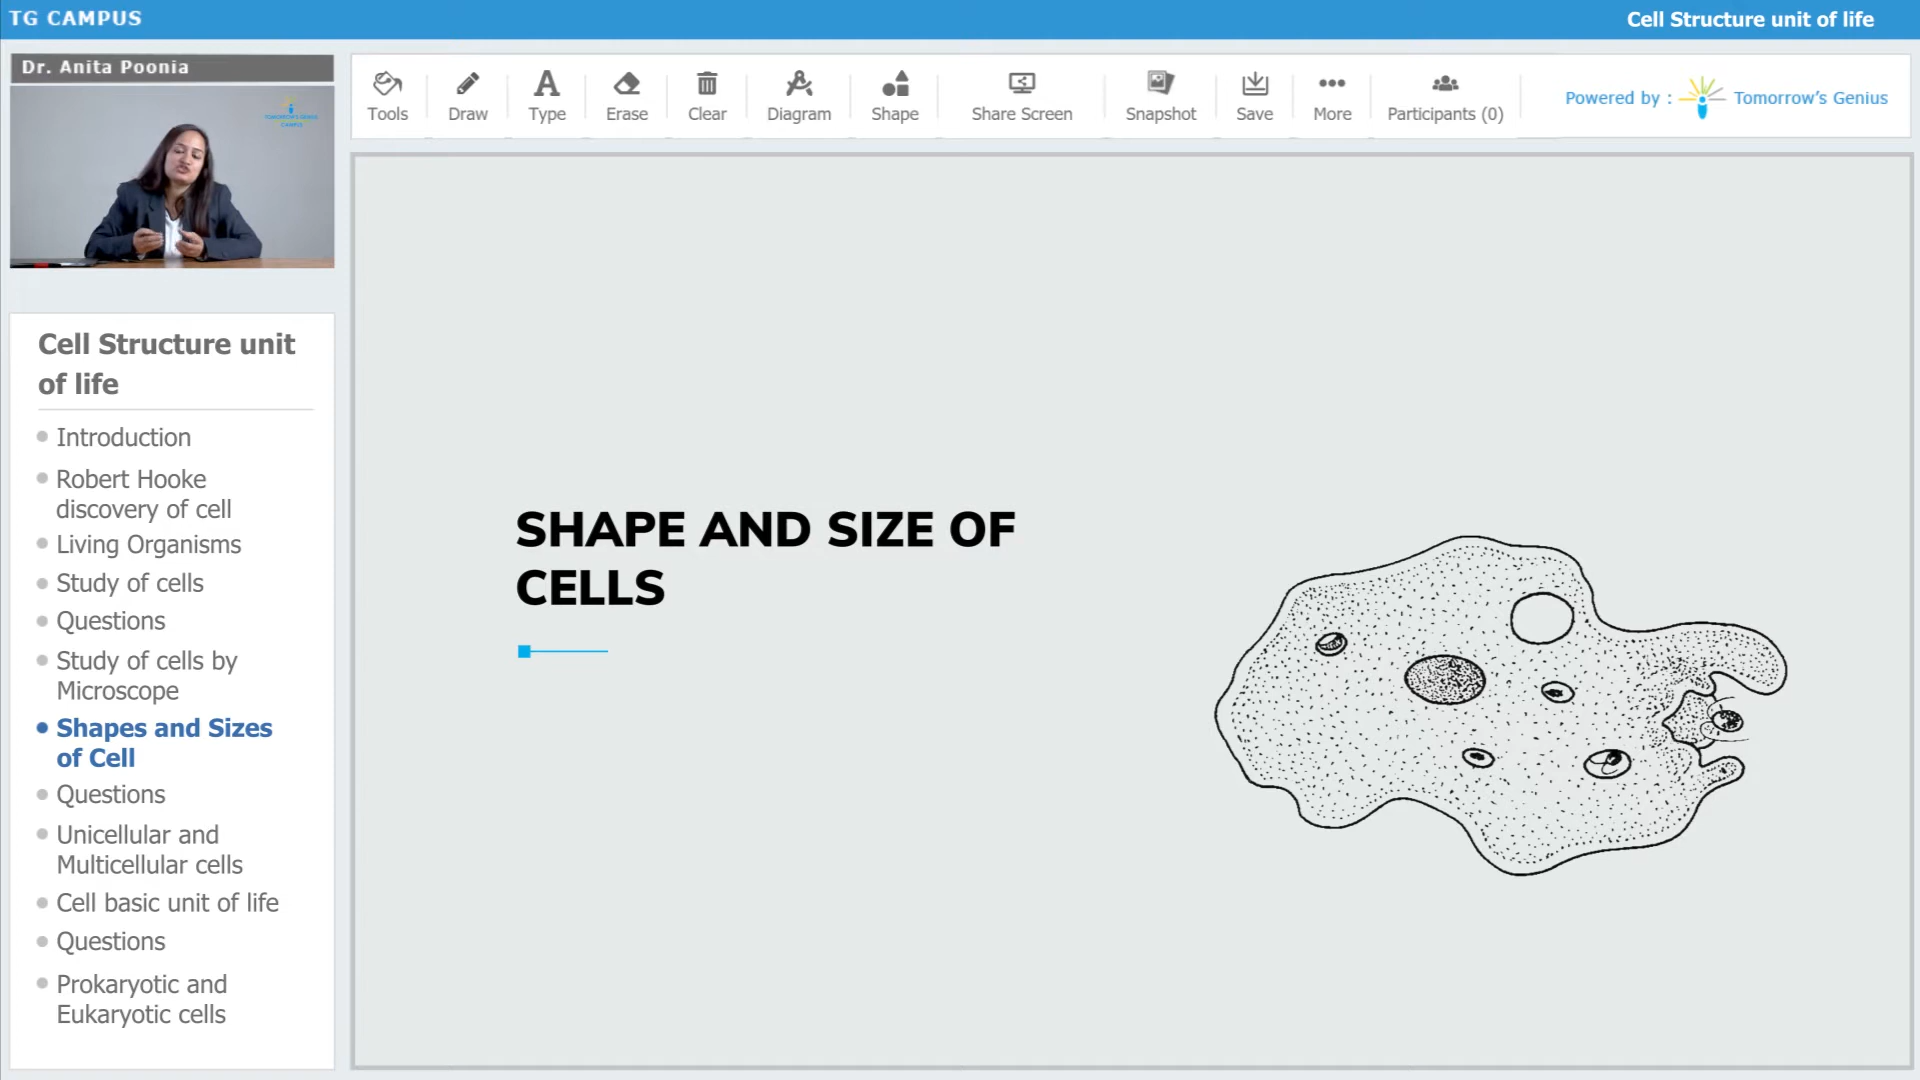 TG CAMPUS
Cell Structure unit of life
Dr. Anita Poonia
TOMORROW'S GENIUS
CAMPUS
Tools
Draw
Type
Erase
Clear
Diagram
Shape
Share Screen
Snapshot
Save
More
Participants (0)
Powered by :
Tomorrow's Genius
Cell Structure unit
of life
Introduction
Robert Hooke
discovery of cell
Living Organisms
Study of cells
Questions
Study of cells by
Microscope
Shapes and Sizes
of Cell
Questions
Unicellular and
Multicellular cells
Cell basic unit of life
Questions
Prokaryotic and
Eukaryotic cells
SHAPE AND SIZE OF
CELLS